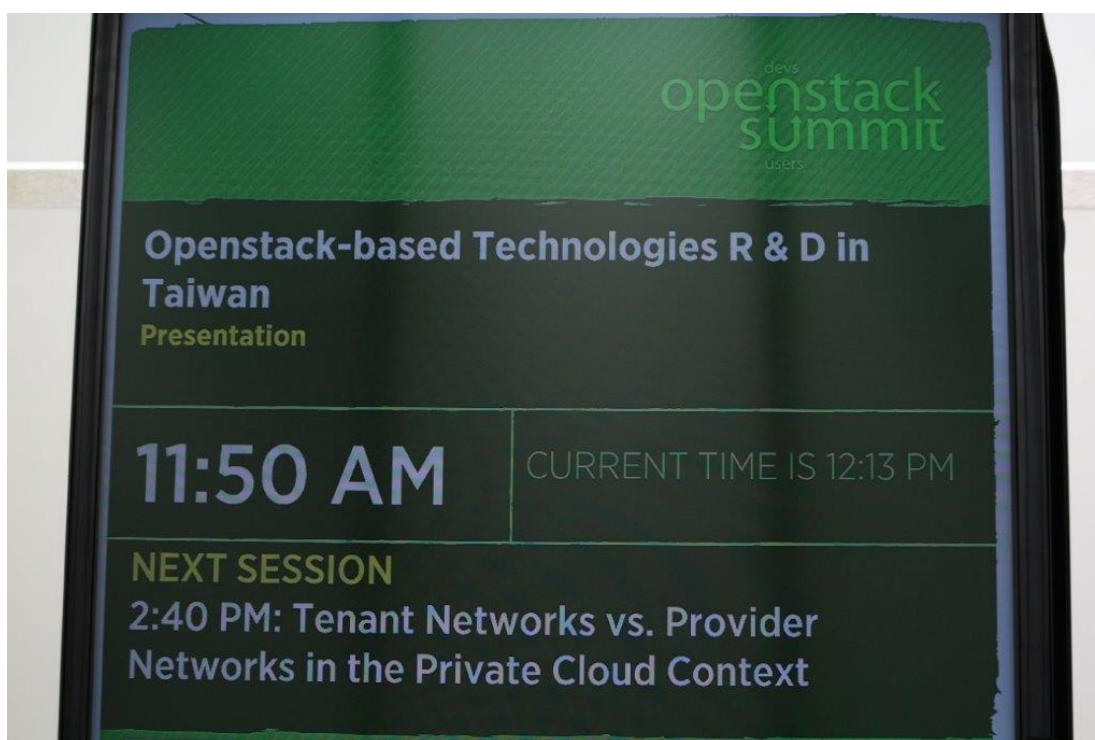 devs
openstack
summit
users
Openstack-based Technologies R & D in
Taiwan
Presentation
11:50 AM
CURRENT TIME IS 12:13 PM
NEXT SESSION
2:40 PM: Tenant Networks vs. Provider
Networks in the Private Cloud Context